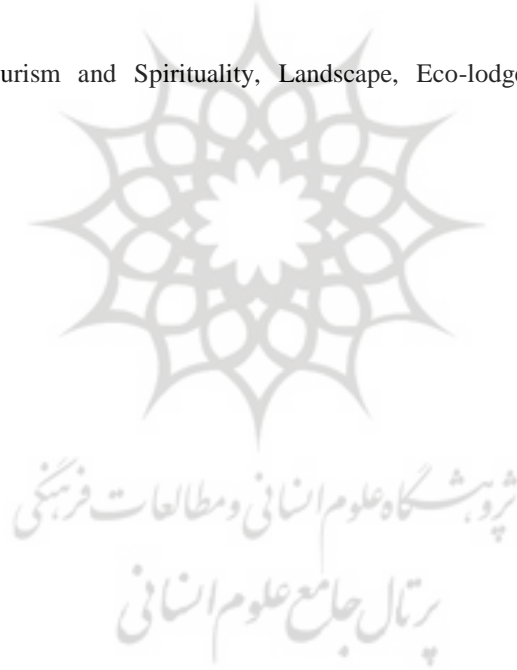 urism and Spirituality, Landscape, Eco-lodge
پژوهشگاه علوم انسانی و مطالعات فرهنگی
پرتال جامع علوم انسانی